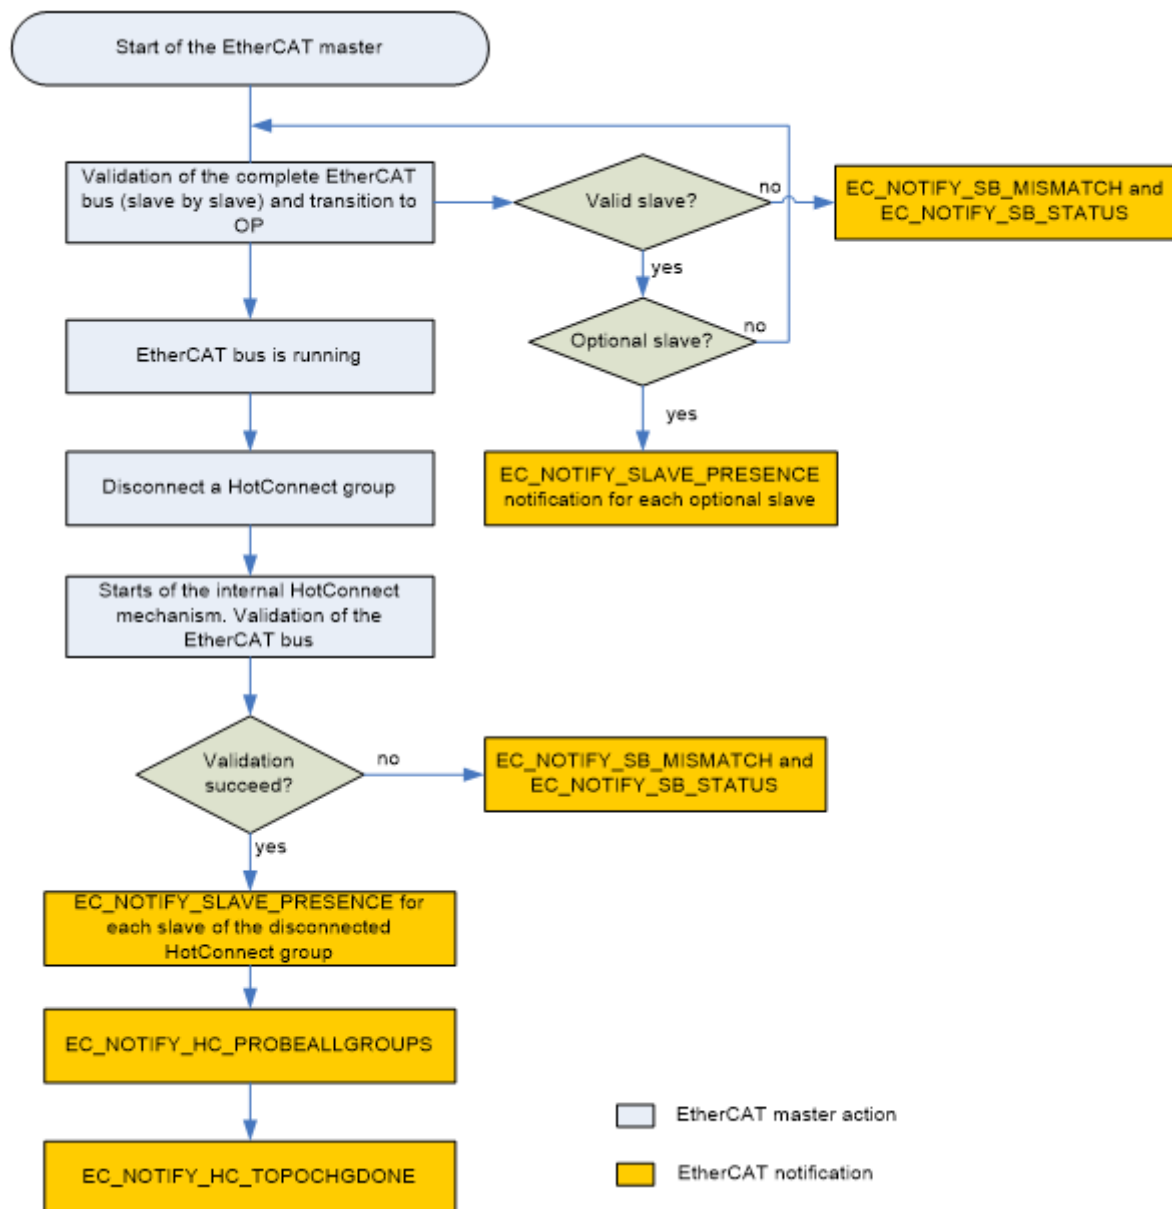 Start of the EtherCAT master
Validation of the complete EtherCAT
bus (slave by slave) and transition to
OP
Valid slave?
no
EC_NOTIFY_SB_MISMATCH and
EC_NOTIFY_SB_STATUS
yes
EtherCAT bus is running
Optional slave?
no
yes
Disconnect a HotConnect group
EC_NOTIFY_SLAVE_PRESENCE
notification for each optional slave
Starts of the internal HotConnect
mechanism. Validation of the
EtherCAT bus
Validation
succeed?
no
EC_NOTIFY_SB_MISMATCH and
EC_NOTIFY_SB_STATUS
yes
EC_NOTIFY_SLAVE_PRESENCE for
each slave of the disconnected
HotConnect group
EC_NOTIFY_HC_PROBEALLGROUPS
EC_NOTIFY_HC_TOPOCHGDONE
EtherCAT master action
EtherCAT notification